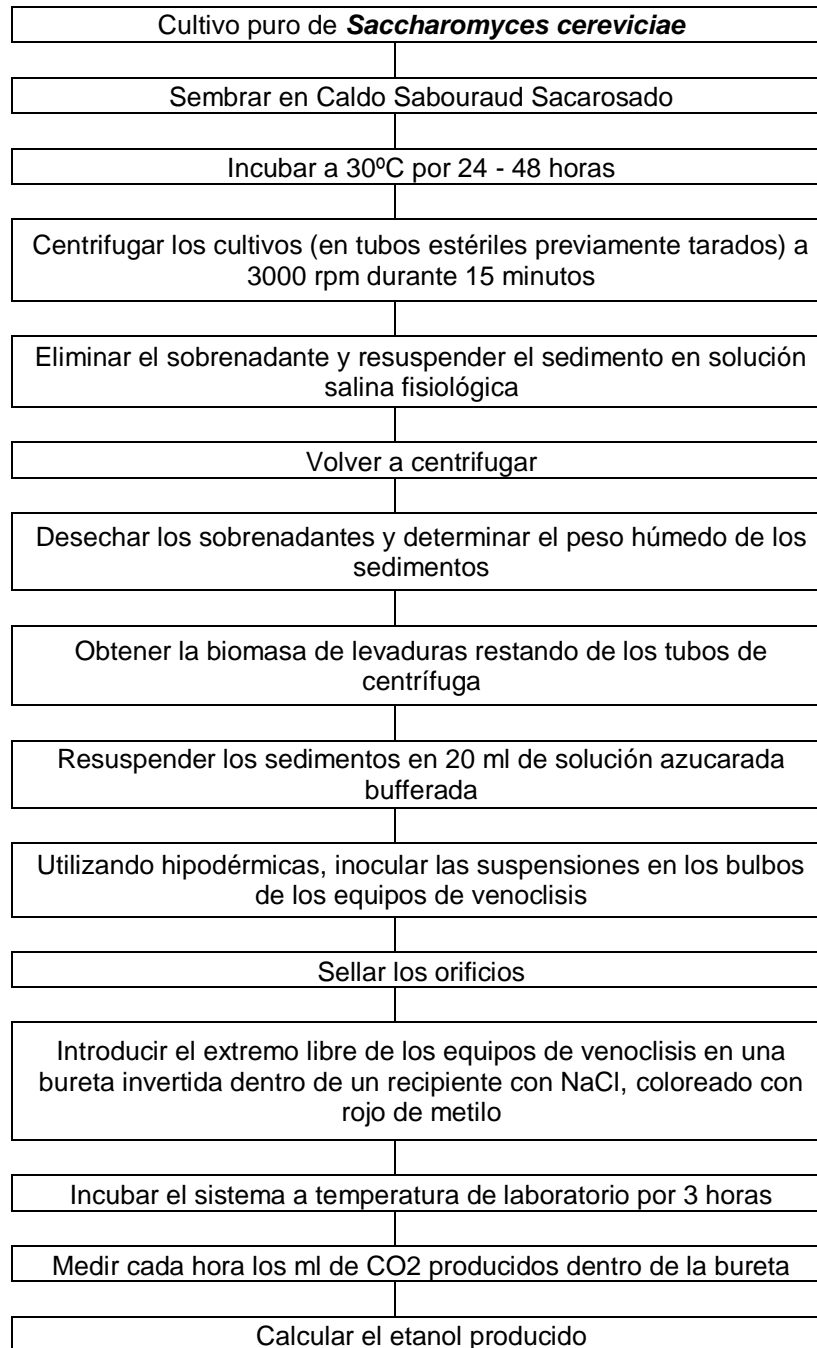 Cultivo puro de Saccharomyces cereviciae
Sembrar en Caldo Sabouraud Sacarosado
Incubar a 30ºC por 24 - 48 horas
Centrifugar los cultivos (en tubos estériles previamente tarados) a
3000 rpm durante 15 minutos
Eliminar el sobrenadante y resuspender el sedimento en solución
salina fisiológica
Volver a centrifugar
Desechar los sobrenadantes y determinar el peso húmedo de los
sedimentos
Obtener la biomasa de levaduras restando de los tubos de
centrífuga
Resuspender los sedimentos en 20 ml de solución azucarada
bufferada
Utilizando hipodérmicas, inocular las suspensiones en los bulbos
de los equipos de venoclisis
Sellar los orificios
Introducir el extremo libre de los equipos de venoclisis en una
bureta invertida dentro de un recipiente con NaCl, coloreado con
rojo de metilo
Incubar el sistema a temperatura de laboratorio por 3 horas
Medir cada hora los ml de CO2 producidos dentro de la bureta
Calcular el etanol producido